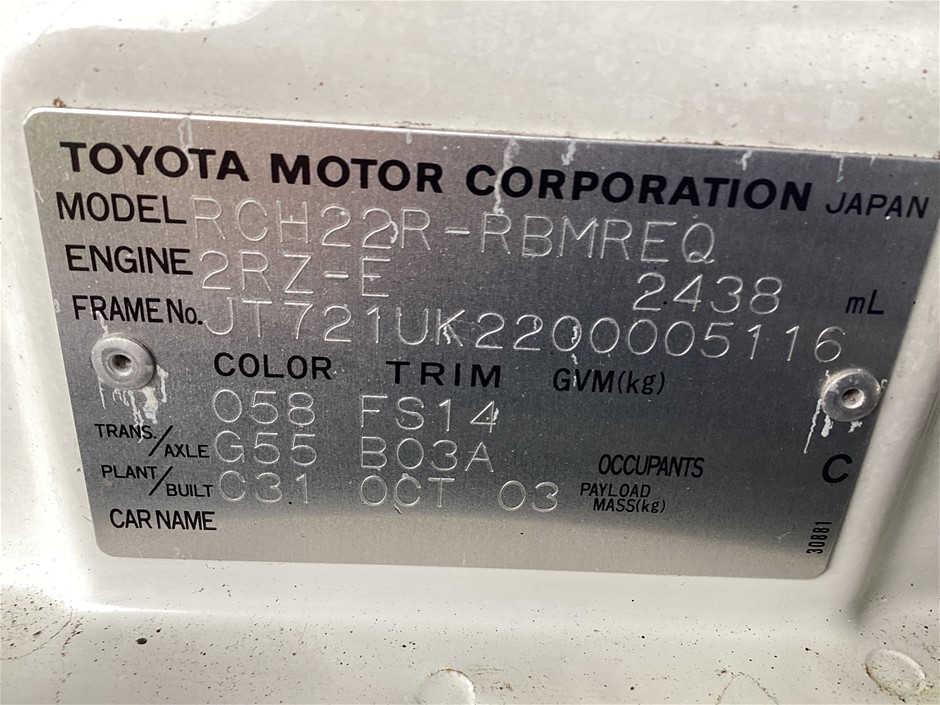 TOYOTA MOTOR CORPORATION JAPAN
MODEL RCH22R-RBMREQ
ENGINE 2RZ-E 2438 mL
FRAME No. JT721UK2200005116
COLOR TRIM GVM(kg)
058 FS14
TRANS./AXLE G55 B03A OCCUPANTS C
PLANT/BUILT C31 OCT 03 PAYLOAD MASS(kg)
CAR NAME
30881